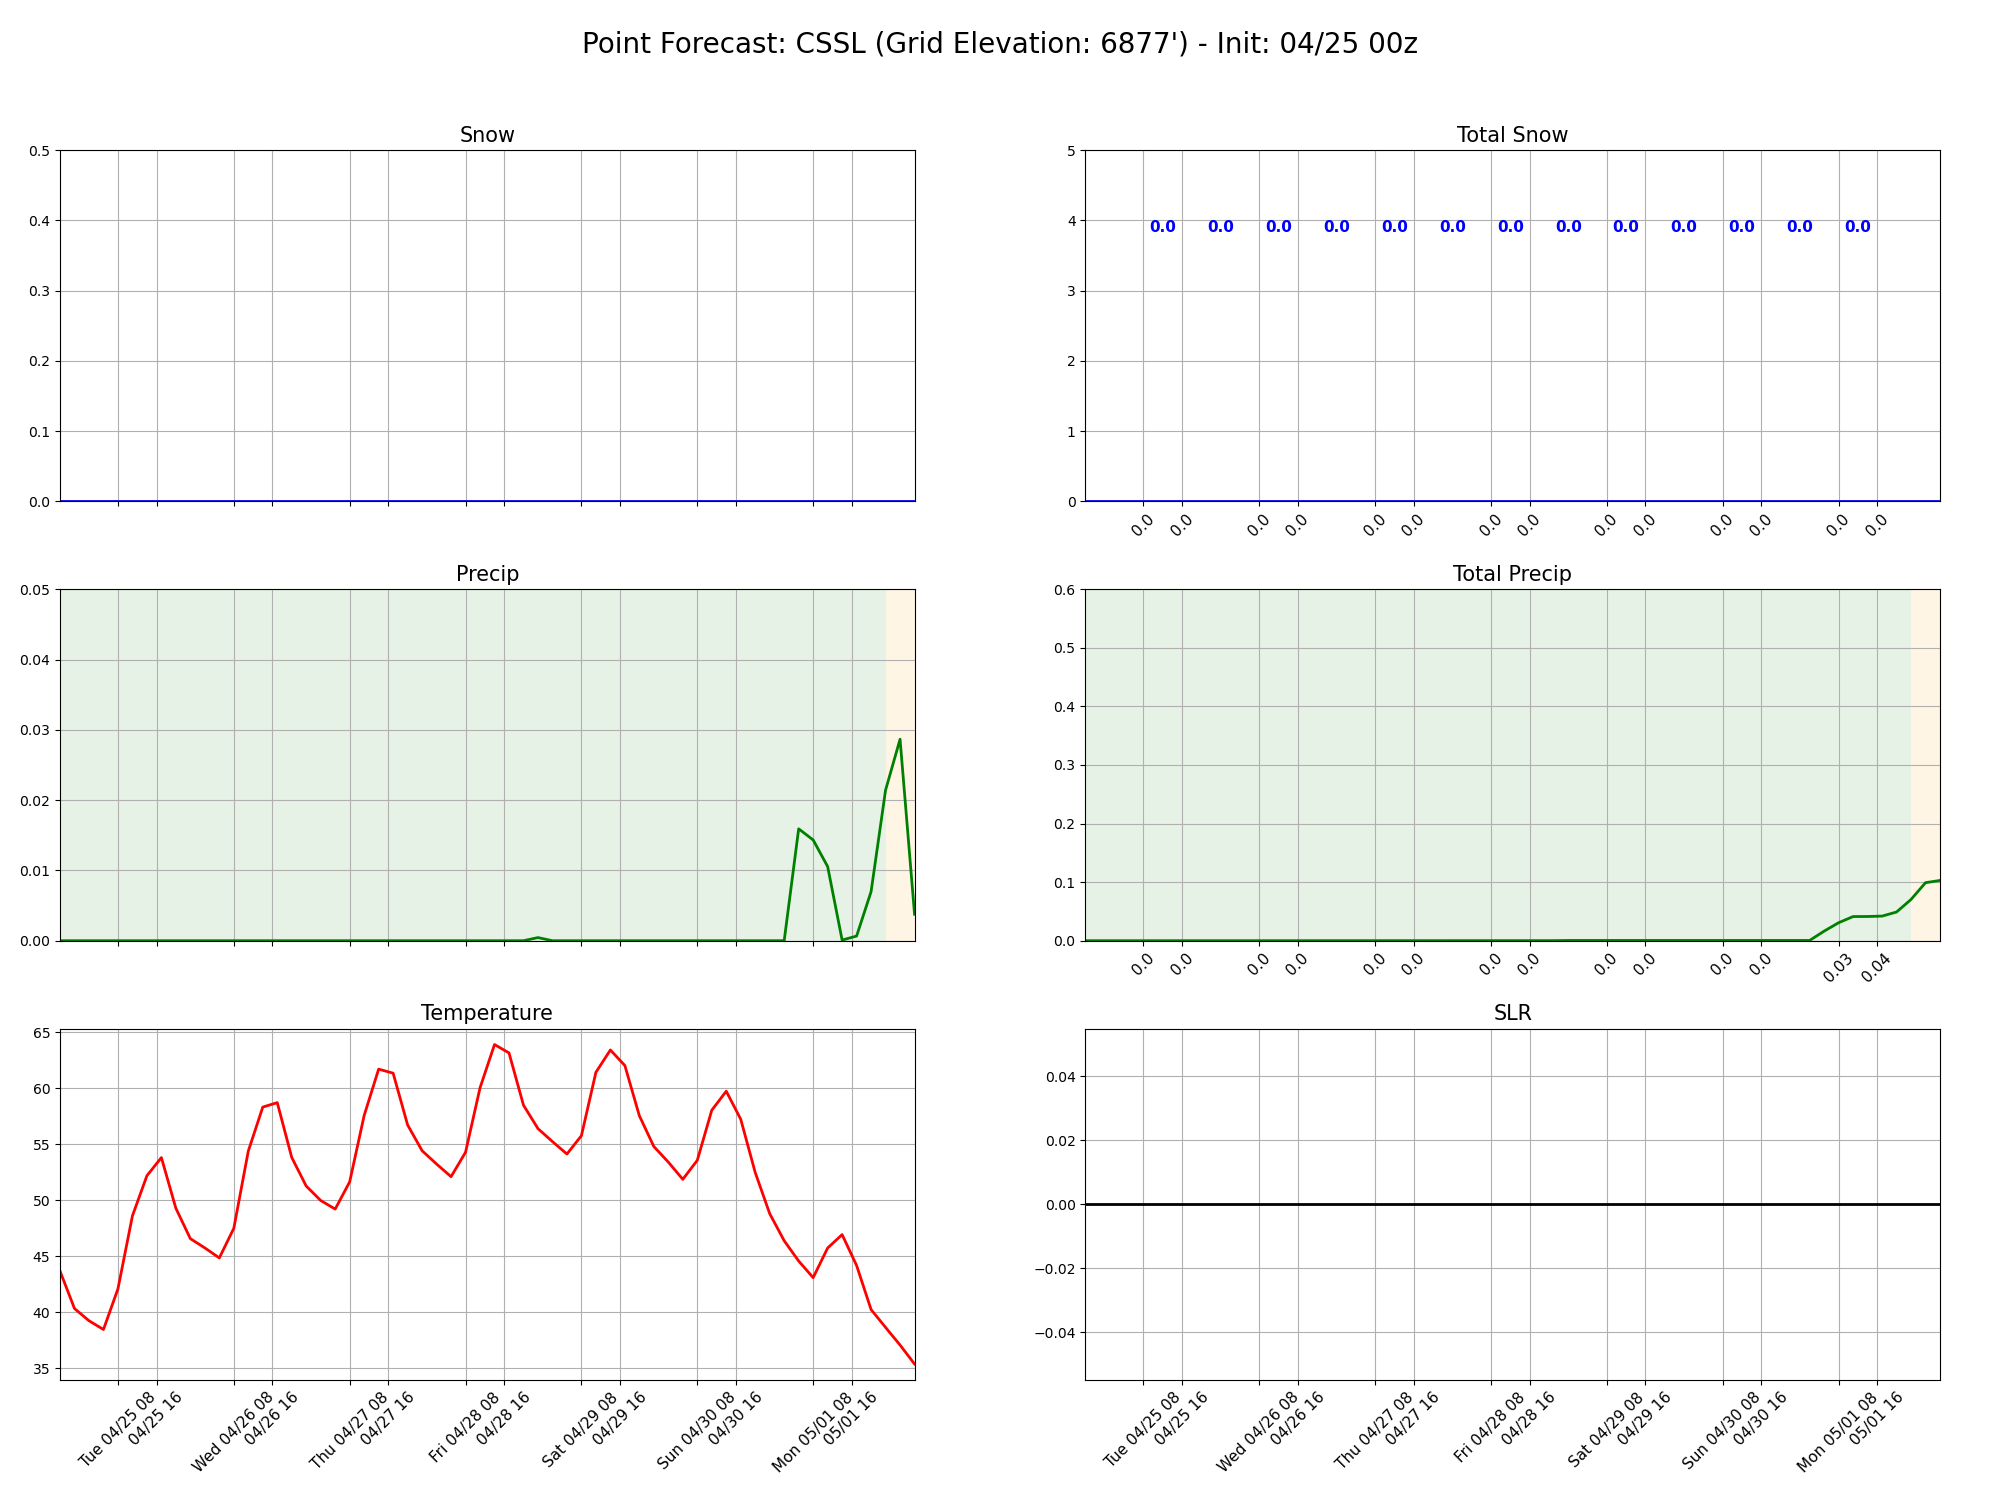 Point Forecast: CSSL (Grid Elevation: 6877') - Init: 04/25 00z
Snow
0.5
0.4
0.3
0.2
0.1
0.0
Total Snow
5
4
3
2
1
0
0.0 0.0 0.0 0.0 0.0 0.0 0.0 0.0 0.0 0.0 0.0 0.0 0.0
0.0 0.0 0.0 0.0 0.0 0.0 0.0 0.0 0.0 0.0 0.0 0.0 0.0 0.0
Precip
0.05
0.04
0.03
0.02
0.01
0.00
Total Precip
0.6
0.5
0.4
0.3
0.2
0.1
0.0
0.0 0.0 0.0 0.0 0.0 0.0 0.0 0.0 0.0 0.0 0.0 0.0 0.03 0.04
Temperature
65
60
55
50
45
40
35
Tue 04/25 08
04/25 16
Wed 04/26 08
04/26 16
Thu 04/27 08
04/27 16
Fri 04/28 08
04/28 16
Sat 04/29 08
04/29 16
Sun 04/30 08
04/30 16
Mon 05/01 08
05/01 16
SLR
0.04
0.02
0.00
−0.02
−0.04
Tue 04/25 08
04/25 16
Wed 04/26 08
04/26 16
Thu 04/27 08
04/27 16
Fri 04/28 08
04/28 16
Sat 04/29 08
04/29 16
Sun 04/30 08
04/30 16
Mon 05/01 08
05/01 16